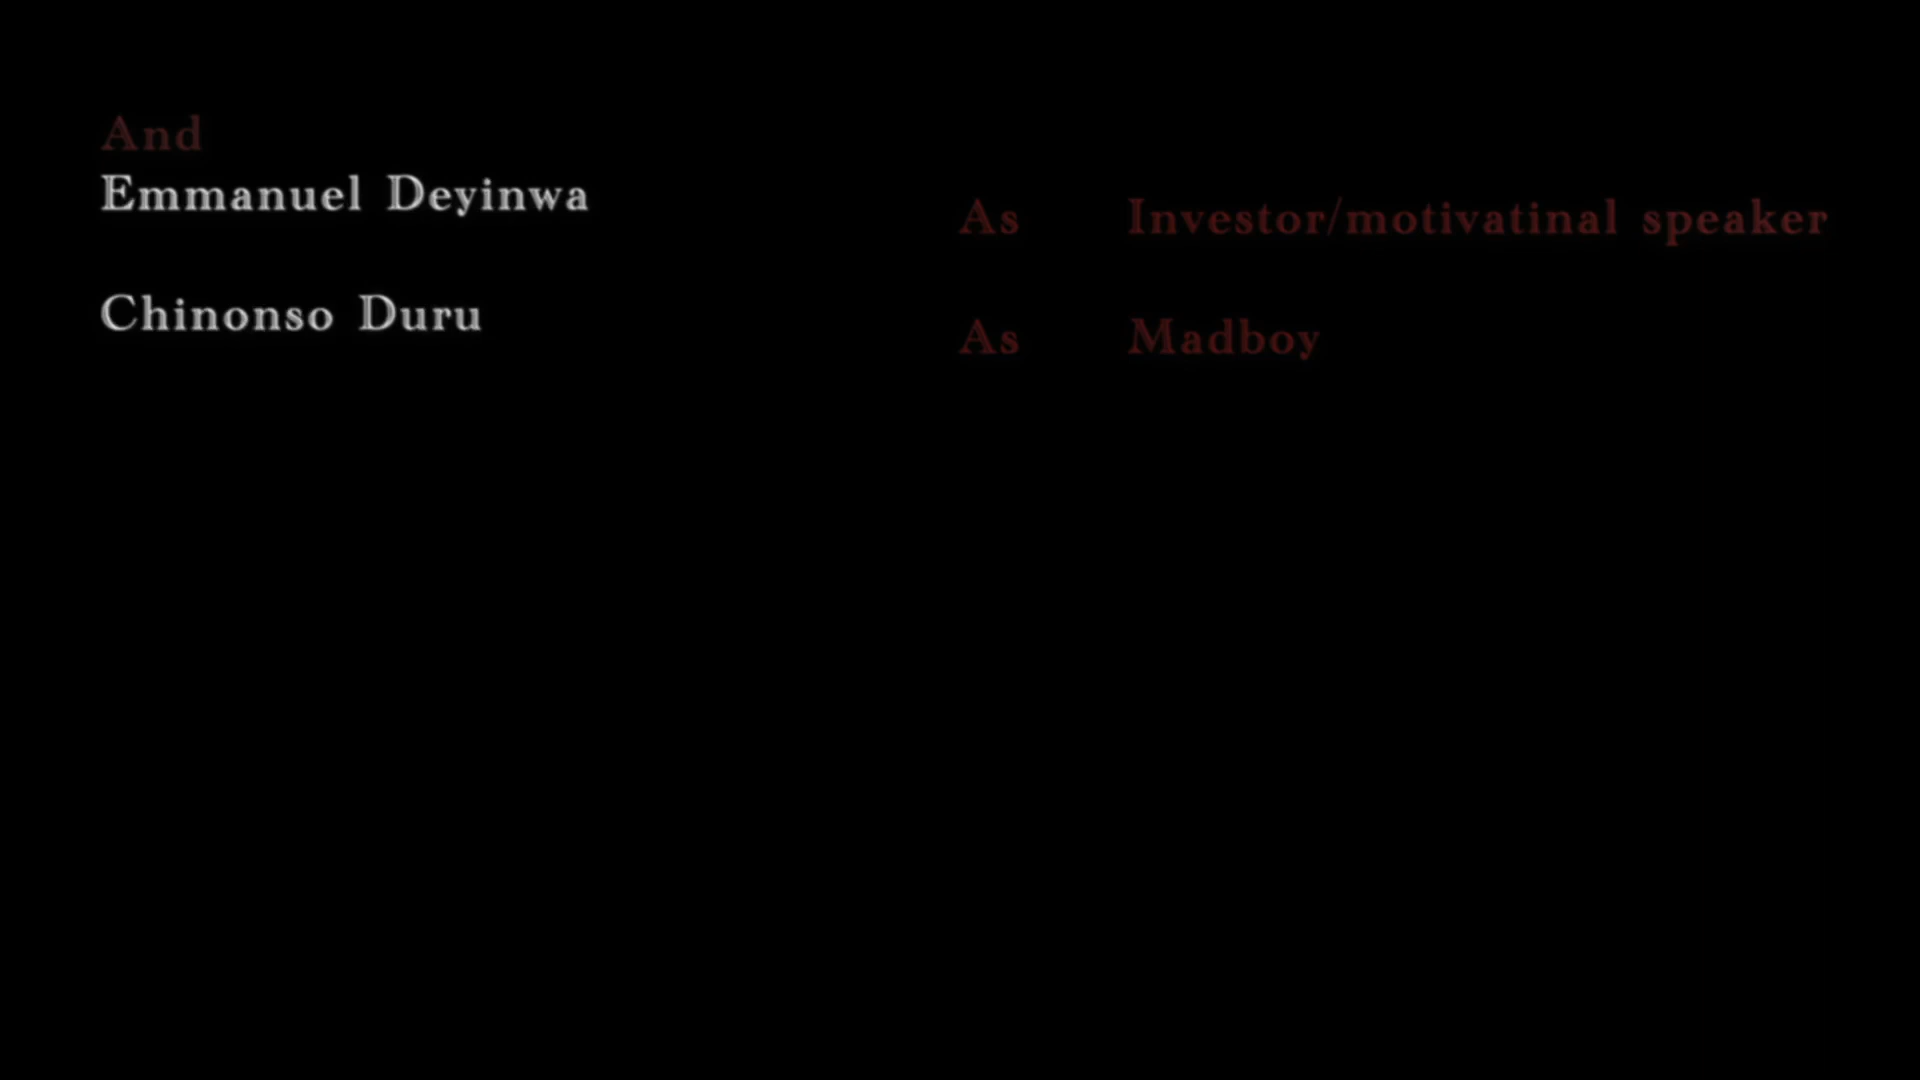 And
Emmanuel Deyinwa
As Investor/motivatinal speaker
Chinonso Duru
As Madboy